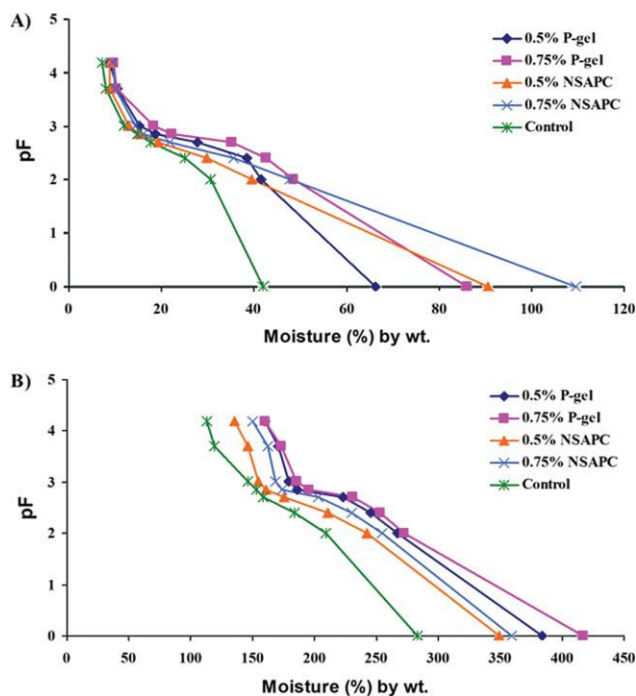 A)
5
4
3
2
1
0
pF
0 20 40 60 80 100 120
Moisture (%) by wt.
0.5% P-gel
0.75% P-gel
0.5% NSAPC
0.75% NSAPC
Control
B)
5
4
3
2
1
0
pF
0 50 100 150 200 250 300 350 400 450
Moisture (%) by wt.
0.5% P-gel
0.75% P-gel
0.5% NSAPC
0.75% NSAPC
Control